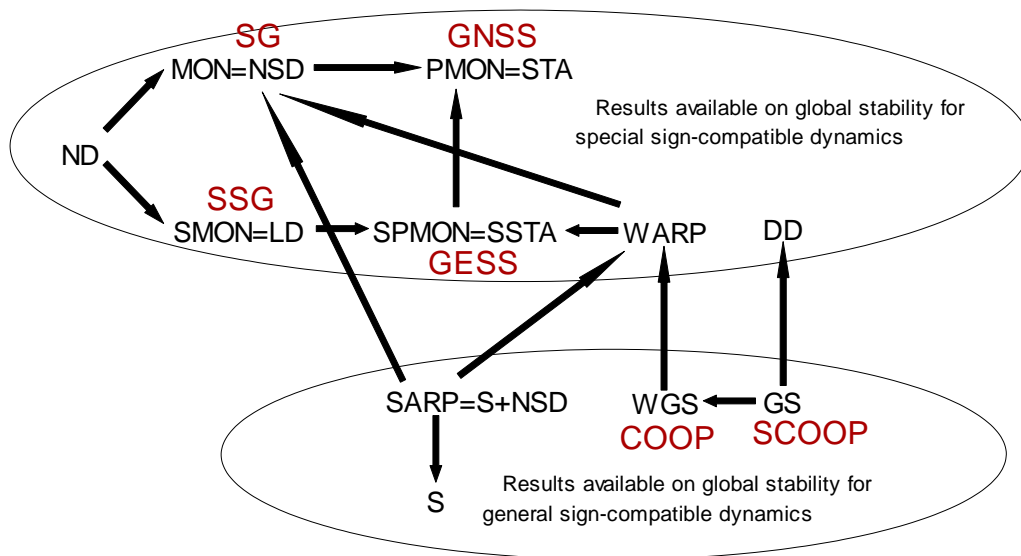 SG
GNSS
MON=NSD
PMON=STA
Results available on global stability for
special sign-compatible dynamics
ND
SSG
SMON=LD
SPMON=SSTA
WARP
DD
GESS
SARP=S+NSD
WGS
GS
COOP
SCOOP
Results available on global stability for
S
general sign-compatible dynamics